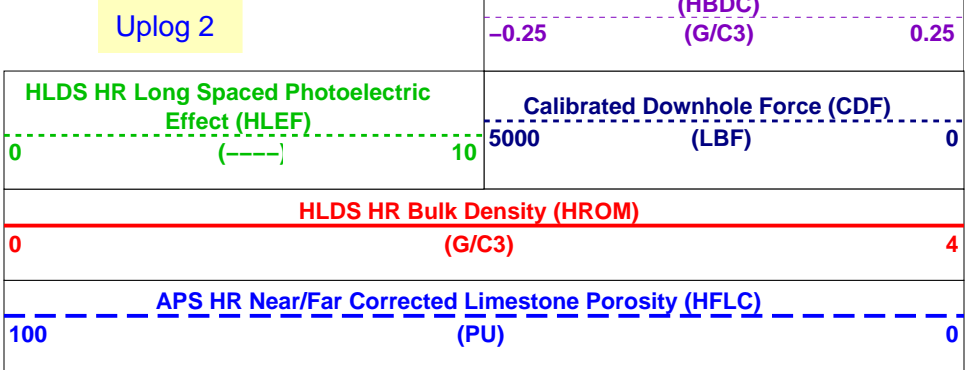 (HBDC)
Uplog 2
−0.25 (G/C3) 0.25
HLDS HR Long Spaced Photoelectric
Effect (HLEF)
0 (−−−−) 10
Calibrated Downhole Force (CDF)
5000 (LBF) 0
HLDS HR Bulk Density (HROM)
0 (G/C3) 4
APS HR Near/Far Corrected Limestone Porosity (HFLC)
100 (PU) 0